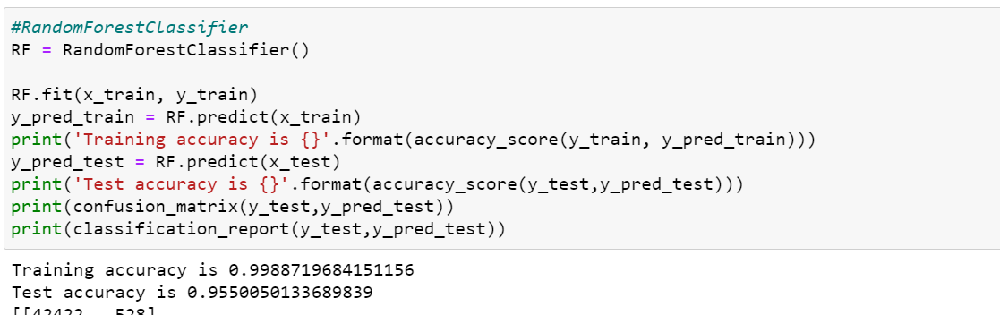 #RandomForestClassifier
RF = RandomForestClassifier()
RF.fit(x_train, y_train)
y_pred_train = RF.predict(x_train)
print('Training accuracy is {}'.format(accuracy_score(y_train, y_pred_train)))
y_pred_test = RF.predict(x_test)
print('Test accuracy is {}'.format(accuracy_score(y_test,y_pred_test)))
print(confusion_matrix(y_test,y_pred_test))
print(classification_report(y_test,y_pred_test))
Training accuracy is 0.9988719684151156
Test accuracy is 0.9550050133689839
[[42422   528]